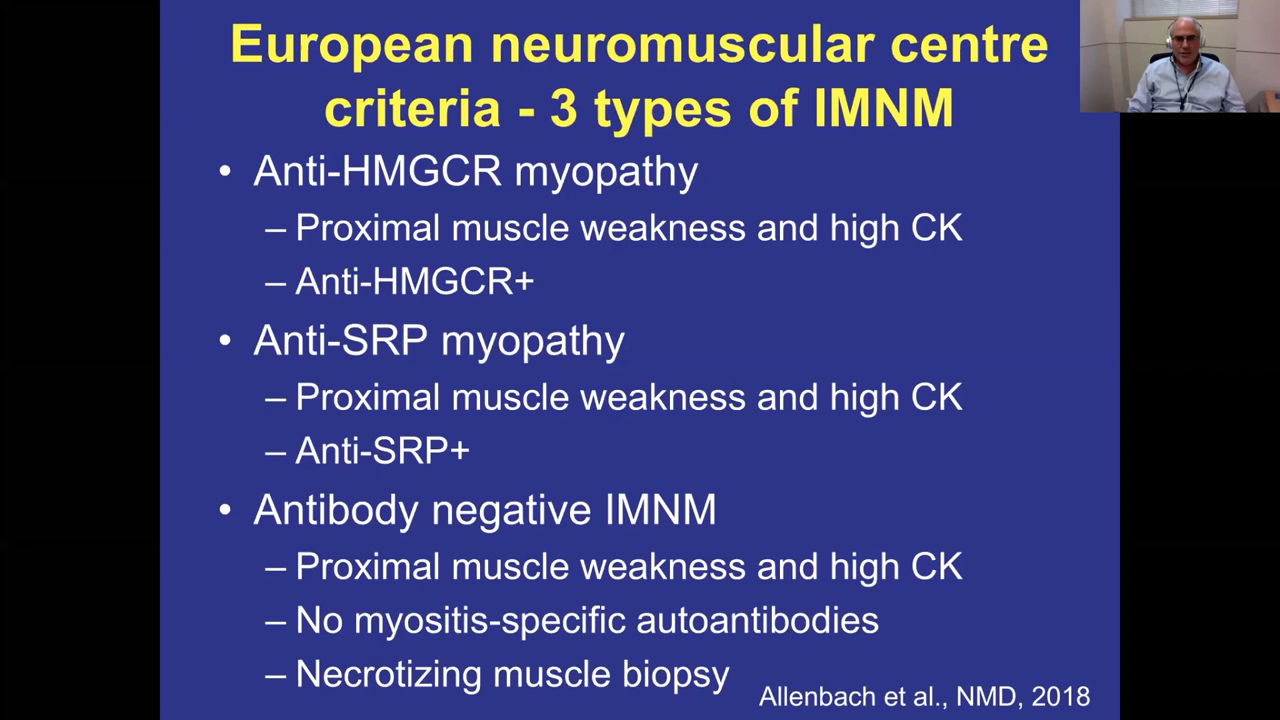 European neuromuscular centre
criteria - 3 types of IMNM
• Anti-HMGCR myopathy
– Proximal muscle weakness and high CK
– Anti-HMGCR+
• Anti-SRP myopathy
– Proximal muscle weakness and high CK
– Anti-SRP+
• Antibody negative IMNM
– Proximal muscle weakness and high CK
– No myositis-specific autoantibodies
– Necrotizing muscle biopsy
Allenbach et al., NMD, 2018